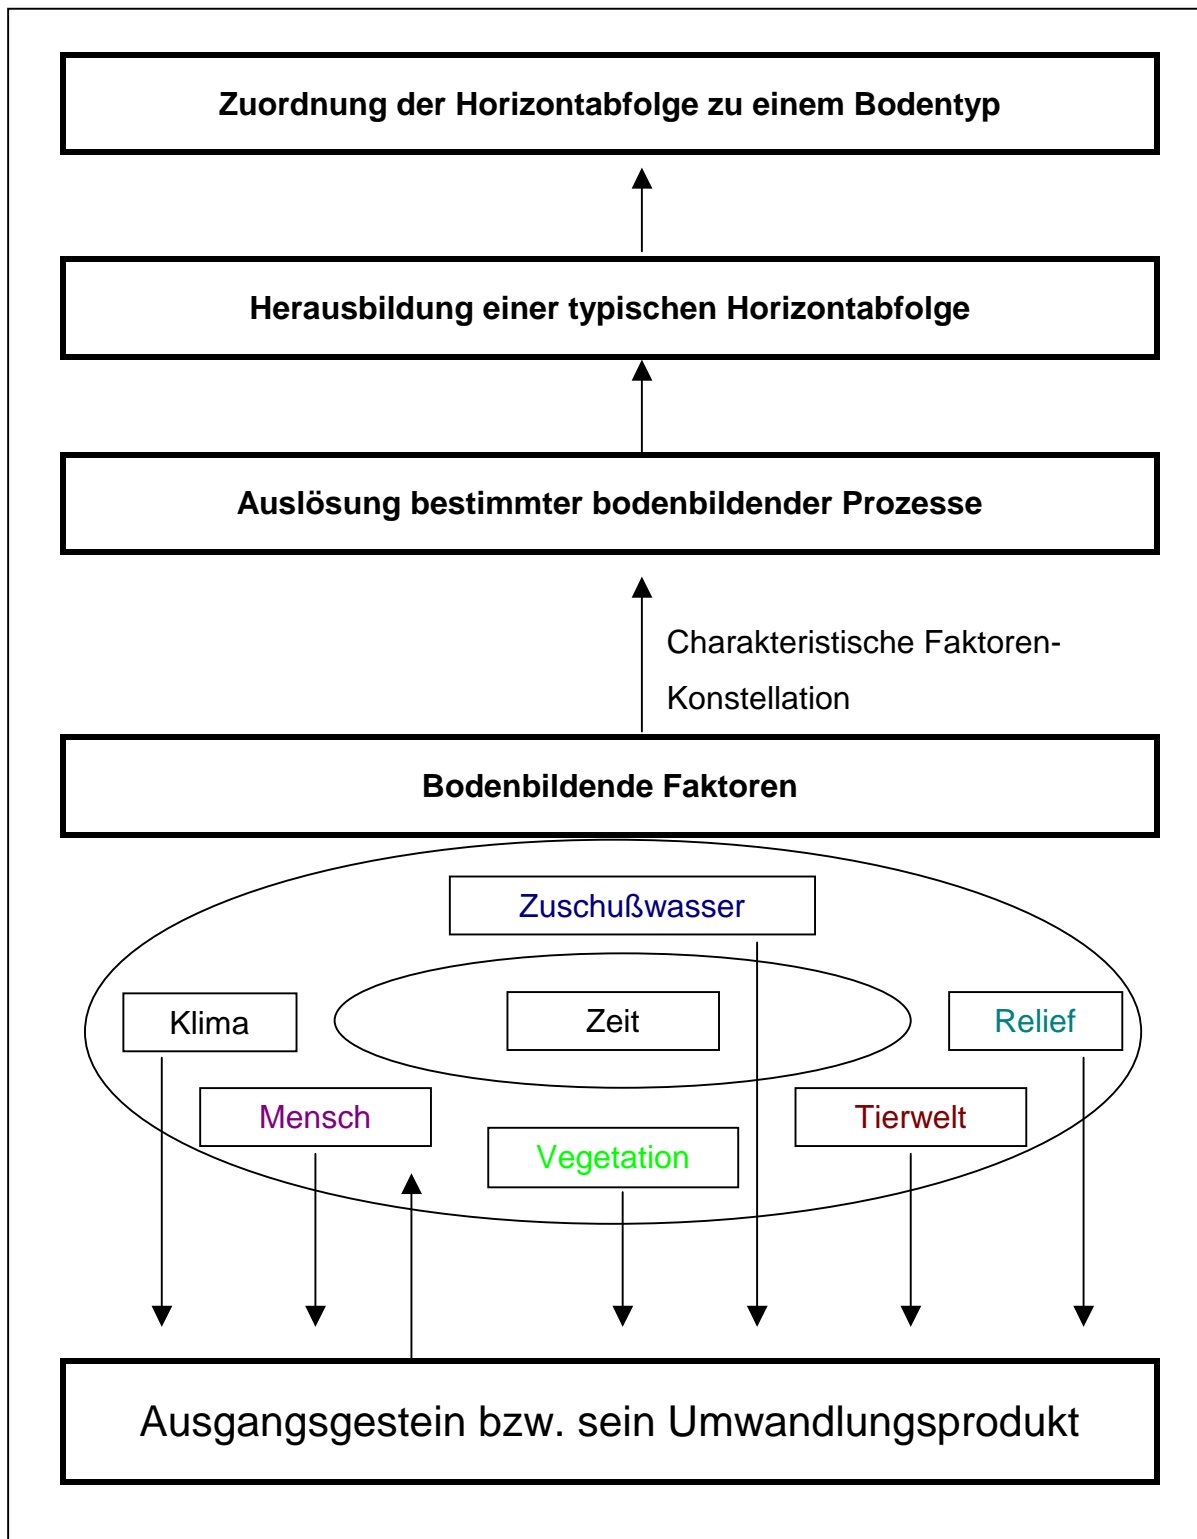 Zuordnung der Horizontabfolge zu einem Bodentyp
Herausbildung einer typischen Horizontabfolge
Auslösung bestimmter bodenbildender Prozesse
Charakteristische Faktoren-
Konstellation
Bodenbildende Faktoren
Zuschußwasser
Klima
Zeit
Relief
Mensch
Tierwelt
Vegetation
Ausgangsgestein bzw. sein Umwandlungsprodukt